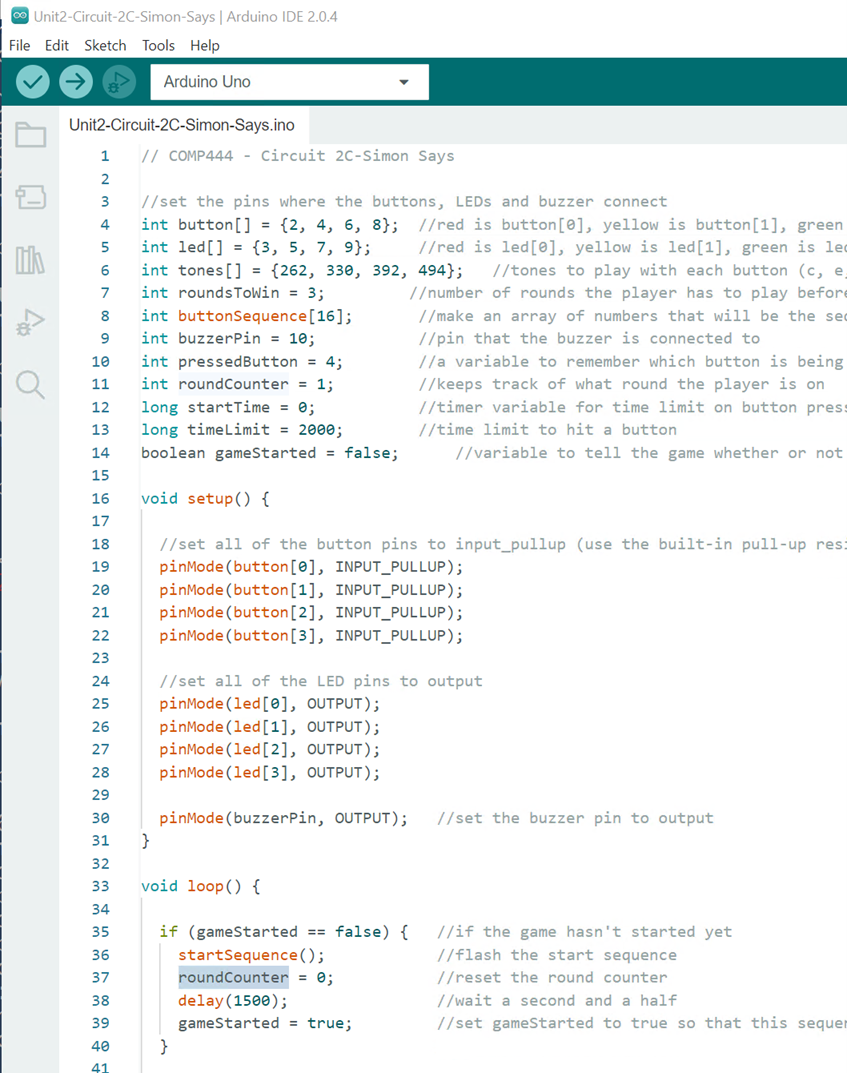 Unit2-Circuit-2C-Simon-Says | Arduino IDE 2.0.4
File Edit Sketch Tools Help
Arduino Uno
Unit2-Circuit-2C-Simon-Says.ino
1 // COMP444 - Circuit 2C-Simon Says
2
3 //set the pins where the buttons, LEDs and buzzer connect
4 int button[] = {2, 4, 6, 8}; //red is button[0], yellow is button[1], green
5 int led[] = {3, 5, 7, 9}; //red is led[0], yellow is led[1], green is
6 int tones[] = {262, 330, 392, 494}; //tones to play with each button (c, e,
7 int roundsToWin = 3; //number of rounds the player has to play before
8 int buttonSequence[16]; //make an array of numbers that will be the
9 int buzzerPin = 10; //pin that the buzzer is connected to
10 int pressedButton = 4; //a variable to remember which button is being
11 int roundCounter = 1; //keeps track of what round the player is on
12 long startTime = 0; //timer variable for time limit on button press
13 long timeLimit = 2000; //time limit to hit a button
14 boolean gameStarted = false; //variable to tell the game whether or not
15
16 void setup() {
17
18 //set all of the button pins to input_pullup (use the built-in pull-up
19 pinMode(button[0], INPUT_PULLUP);
20 pinMode(button[1], INPUT_PULLUP);
21 pinMode(button[2], INPUT_PULLUP);
22 pinMode(button[3], INPUT_PULLUP);
23
24 //set all of the LED pins to output
25 pinMode(led[0], OUTPUT);
26 pinMode(led[1], OUTPUT);
27 pinMode(led[2], OUTPUT);
28 pinMode(led[3], OUTPUT);
29
30 pinMode(buzzerPin, OUTPUT); //set the buzzer pin to output
31 }
32
33 void loop() {
34
35 if (gameStarted == false) { //if the game hasn't started yet
36 startSequence(); //flash the start sequence
37 roundCounter = 0; //reset the round counter
38 delay(1500); //wait a second and a half
39 gameStarted = true; //set gameStarted to true so that this
40 }
41